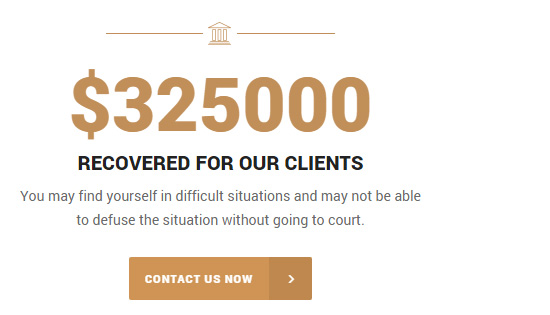 $325000
RECOVERED FOR OUR CLIENTS
You may find yourself in difficult situations and may not be able
to defuse the situation without going to court.
CONTACT US NOW